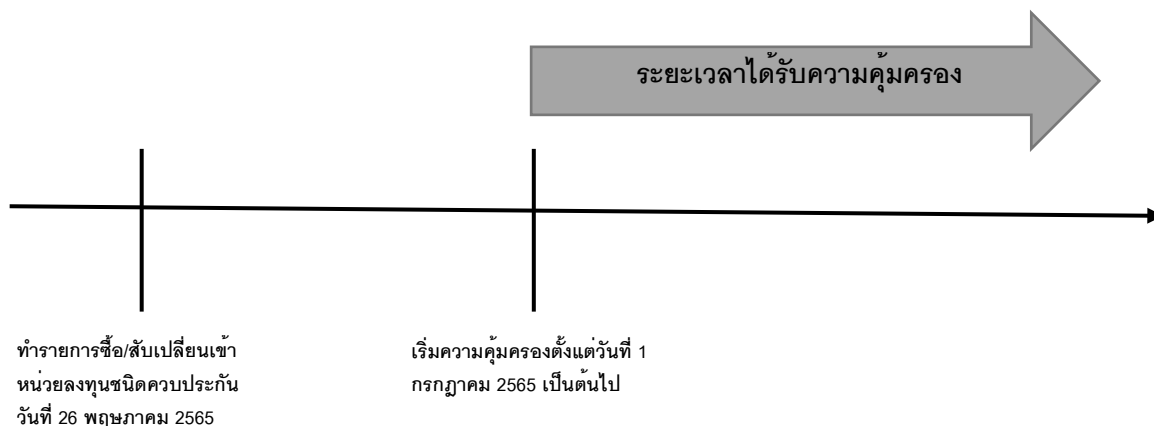 ระยะเวลาได้รับความคุ้มครอง
ทำรายการซื้อ/สับเปลี่ยนเข้า
หน่วยลงทุนชนิดควบประกัน
วันที่ 26 พฤษภาคม 2565
เริ่มความคุ้มครองตั้งแต่วันที่ 1
กรกฎาคม 2565 เป็นต้นไป